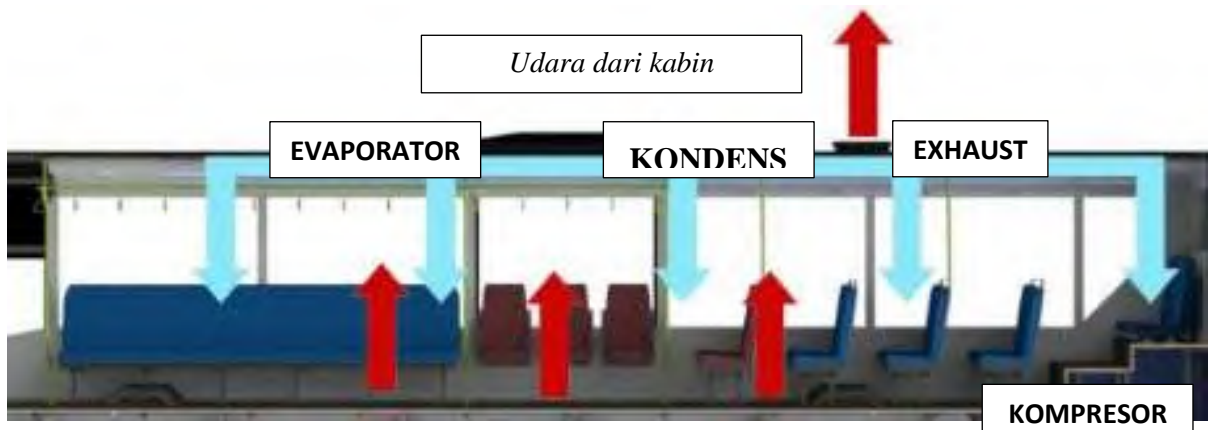 Udara dari kabin
EVAPORATOR
KONDENS
EXHAUST
KOMPRESOR